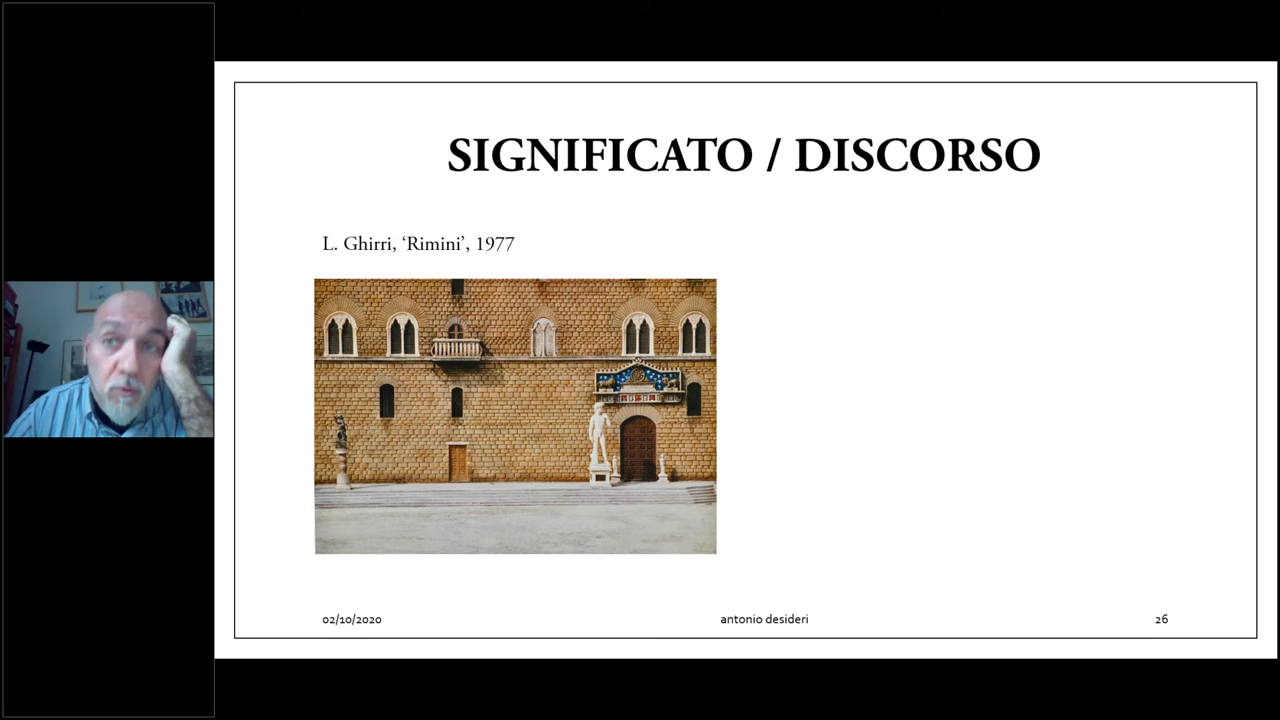 SIGNIFICATO / DISCORSO
L. Ghirri, ‘Rimini’, 1977
02/10/2020
antonio desideri
26